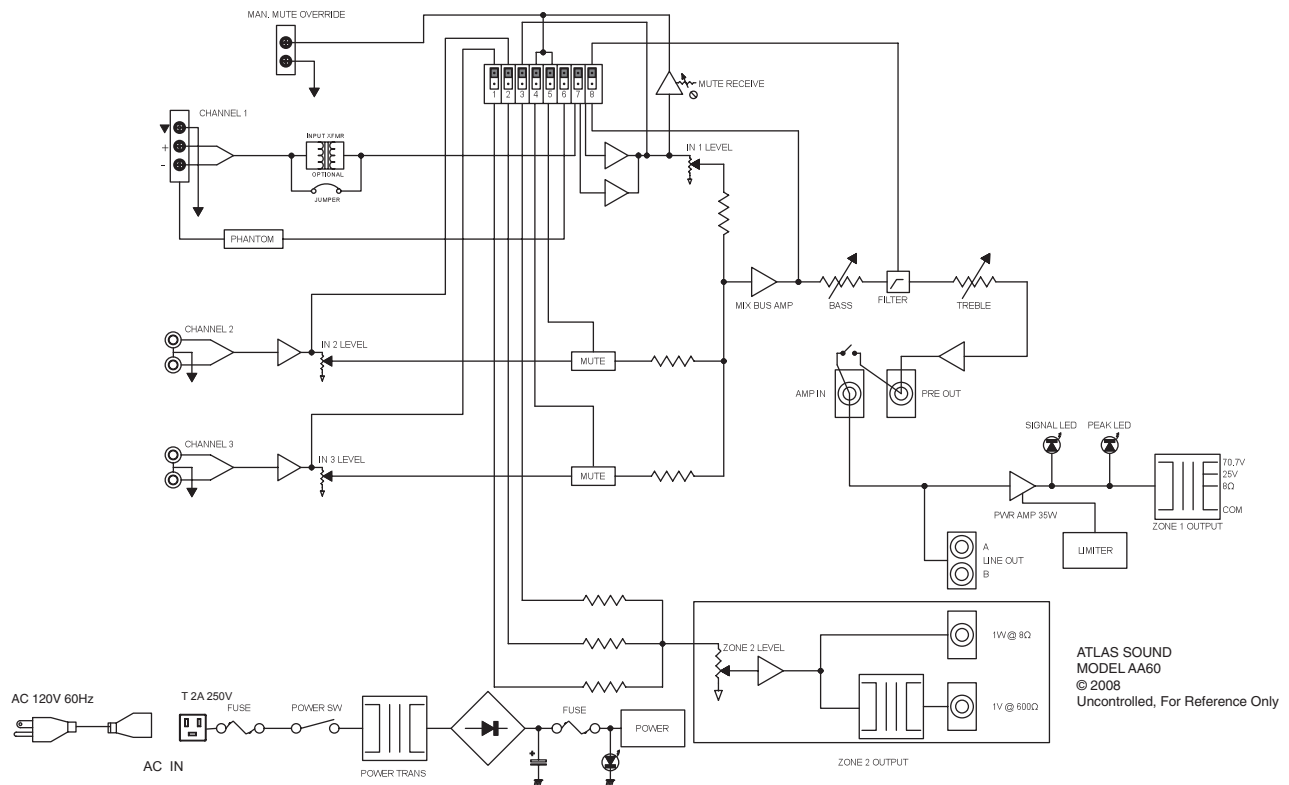 MAN. MUTE OVERRIDE
1 2 3 4 5 6 7 8
MUTE RECEIVE
CHANNEL 1
+
-
INPUT XFMR
OPTIONAL
JUMPER
IN 1 LEVEL
PHANTOM
MIX BUS AMP
BASS
FILTER
TREBLE
CHANNEL 2
IN 2 LEVEL
MUTE
AMP IN
PRE OUT
CHANNEL 3
IN 3 LEVEL
MUTE
SIGNAL LED
PEAK LED
70.7V
25V
8Ω
COM
ZONE 1 OUTPUT
PWR AMP 35W
LIMITER
A
LINE OUT
B
ZONE 2 LEVEL
1W @ 8Ω
1V @ 600Ω
ZONE 2 OUTPUT
ATLAS SOUND
MODEL AA60
© 2008
Uncontrolled, For Reference Only
AC 120V 60Hz
T 2A 250V
FUSE
POWER SW
FUSE
+
POWER
AC IN
POWER TRANS